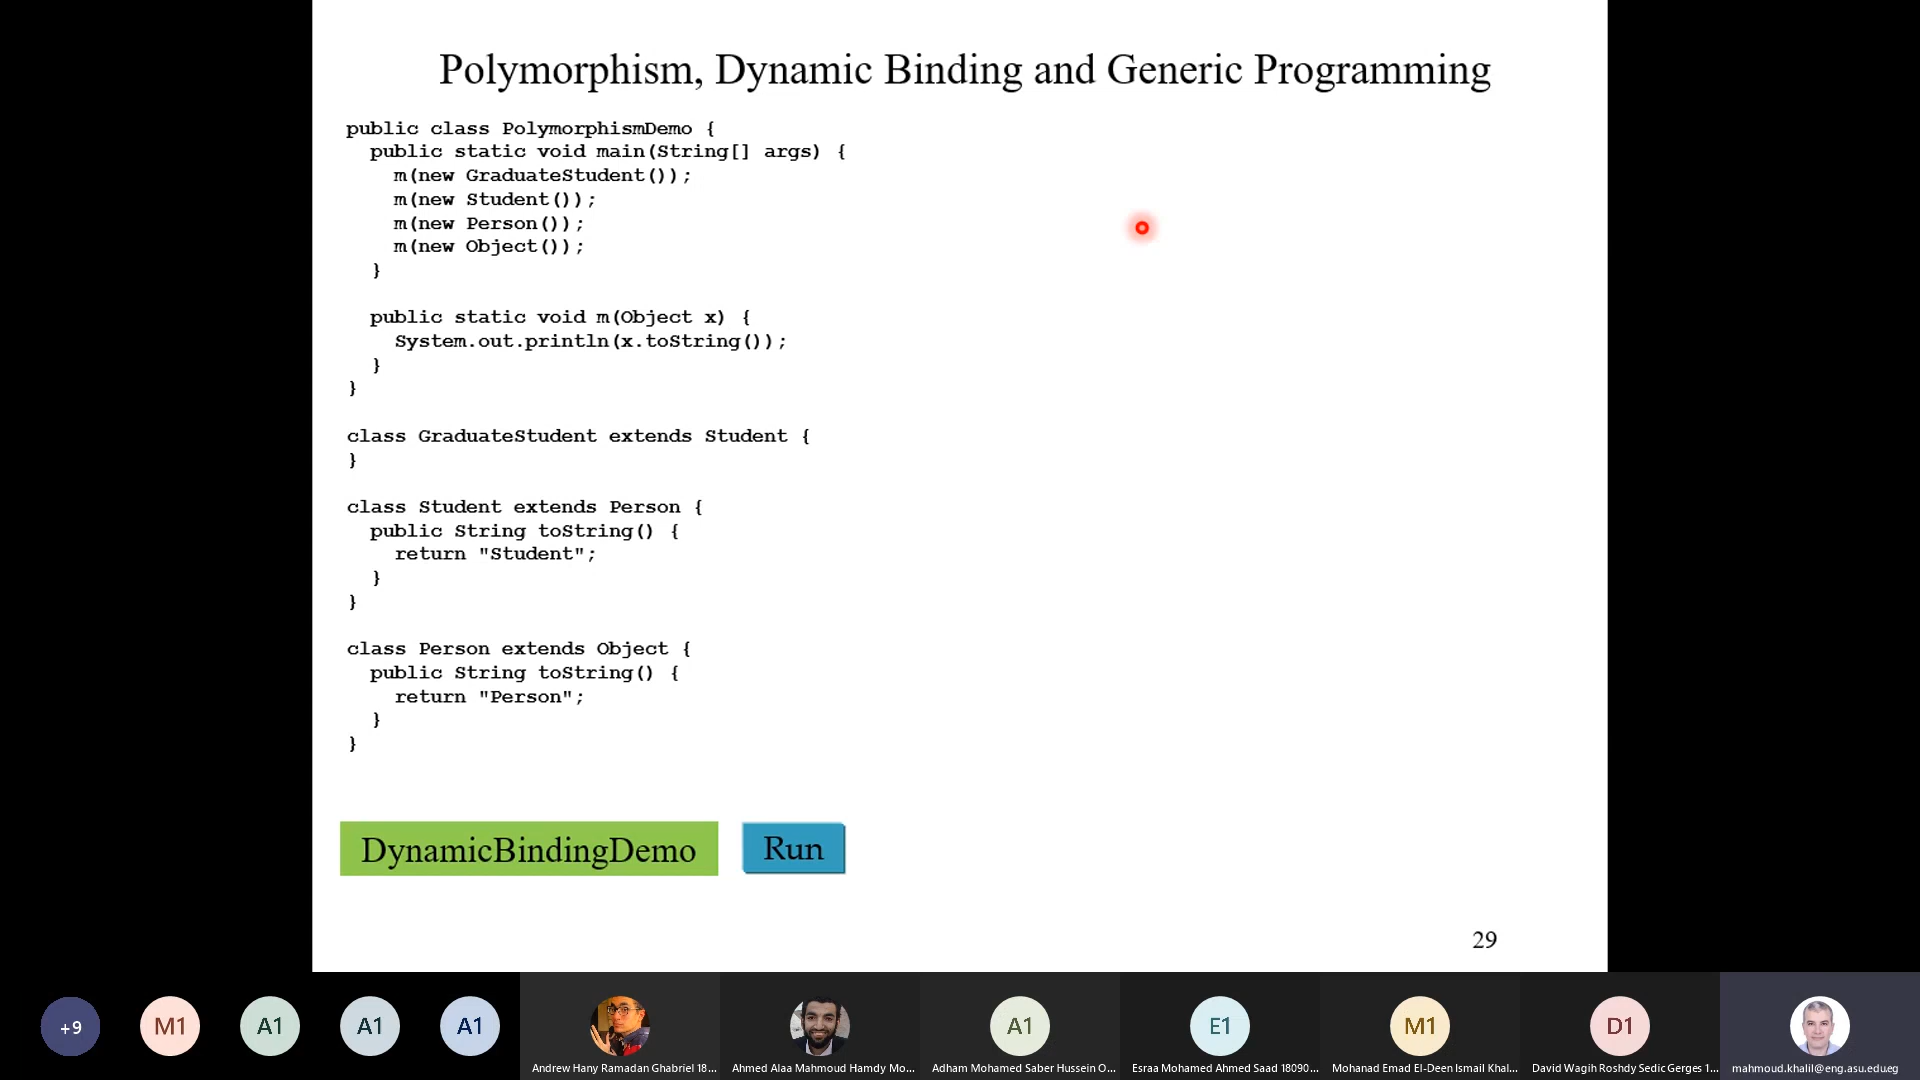 Polymorphism, Dynamic Binding and Generic Programming
public class PolymorphismDemo {
  public static void main(String[] args) {
    m(new GraduateStudent());
    m(new Student());
    m(new Person());
    m(new Object());
  }

  public static void m(Object x) {
    System.out.println(x.toString());
  }
}

class GraduateStudent extends Student {
}

class Student extends Person {
  public String toString() {
    return "Student";
  }
}

class Person extends Object {
  public String toString() {
    return "Person";
  }
}
DynamicBindingDemo
Run
29
+9
M1
A1
A1
A1
A1
E1
M1
D1
Andrew Hany Ramadan Ghabriel 18...
Ahmed Alaa Mahmoud Hamdy Mo...
Adham Mohamed Saber Hussein O...
Esraa Mohamed Ahmed Saad 18090...
Mohanad Emad El-Deen Ismail Khal...
David Wagih Roshdy Sedic Gerges 1...
mahmoud.khalil@eng.asu.edu.eg